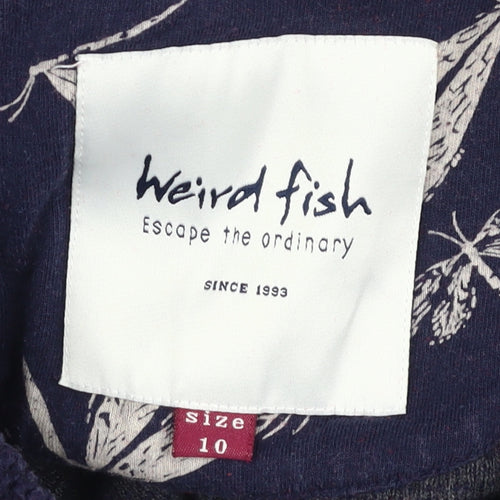 Weird fish
Escape the ordinary
SINCE 1993
size
10